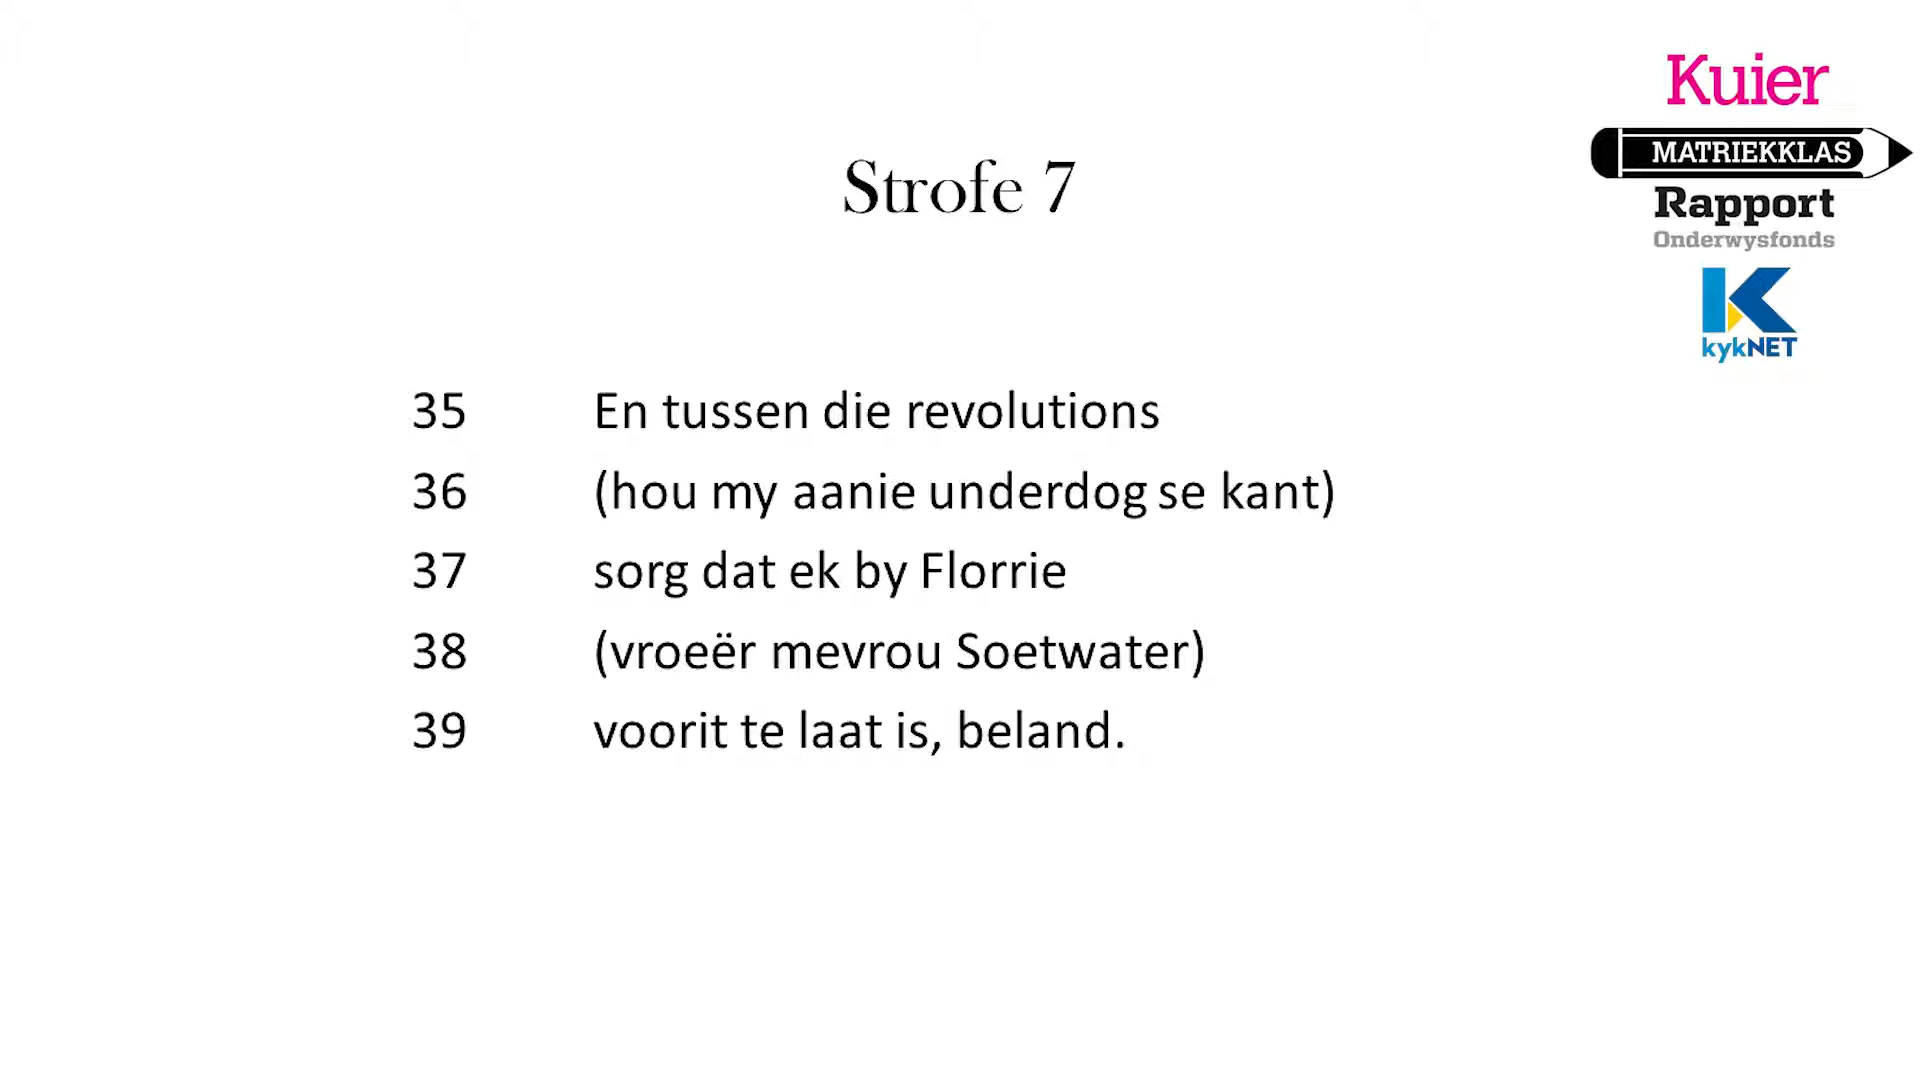 Kuier
MATRIEKKLAS
Rapport
Onderwysfonds
kykNET
Strofe 7
35 En tussen die revolutions
36 (hou my aanie underdog se kant)
37 sorg dat ek by Florrie
38 (vroeër mevrou Soetwater)
39 voorit te laat is, beland.